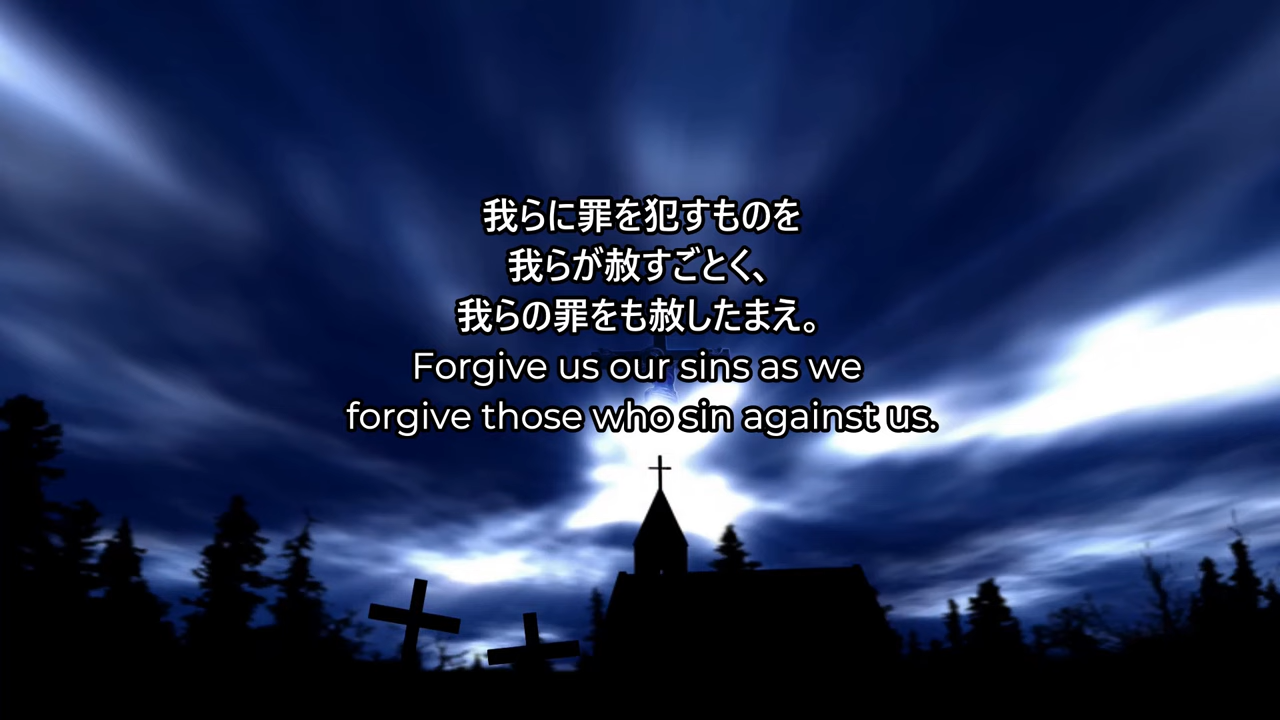 我らに罪を犯すものを
我らが赦すごとく、
我らの罪をも赦したまえ。
Forgive us our sins as we
forgive those who sin against us.